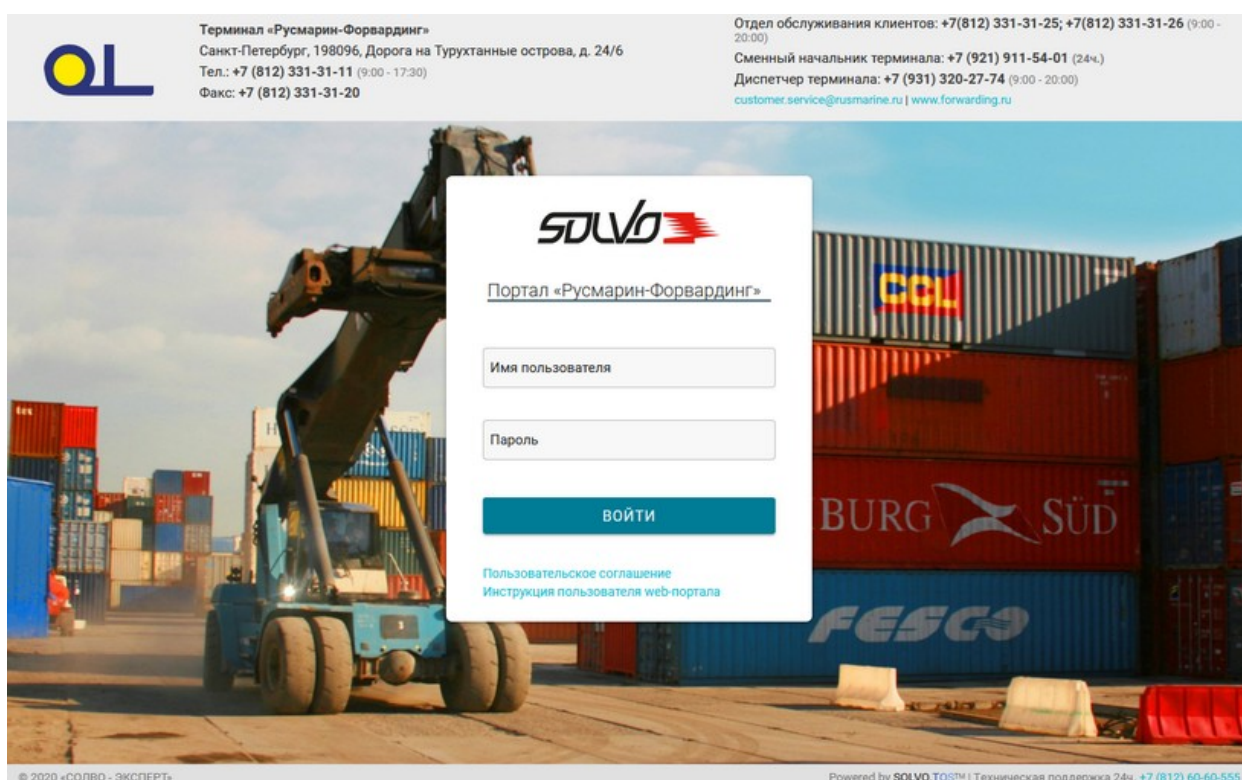 Терминал «Русмарин-Форвардинг»
Санкт-Петербург, 198096, Дорога на Турухтанные острова, д. 24/6
Тел.: +7 (812) 331-31-11 (9:00 - 17:30)
Факс: +7 (812) 331-31-20
Отдел обслуживания клиентов: +7(812) 331-31-25; +7(812) 331-31-26 (9:00 -
20:00)
Сменный начальник терминала: +7 (921) 911-54-01 (24ч.)
Диспетчер терминала: +7 (931) 320-27-74 (9:00 - 20:00)
customer.service@rusmarine.ru | www.forwarding.ru
SOLVO
Портал «Русмарин-Форвардинг»
Имя пользователя
Пароль
ВОЙТИ
Пользовательское соглашение
Инструкция пользователя web-портала
CCL
BURG SÜD
FESCO
© 2020 «СОЛВО - ЭКСПЕРТ»
Powered by SOLVO.TOS™ | Техническая поддержка 24ч. +7 (812) 60-60-555